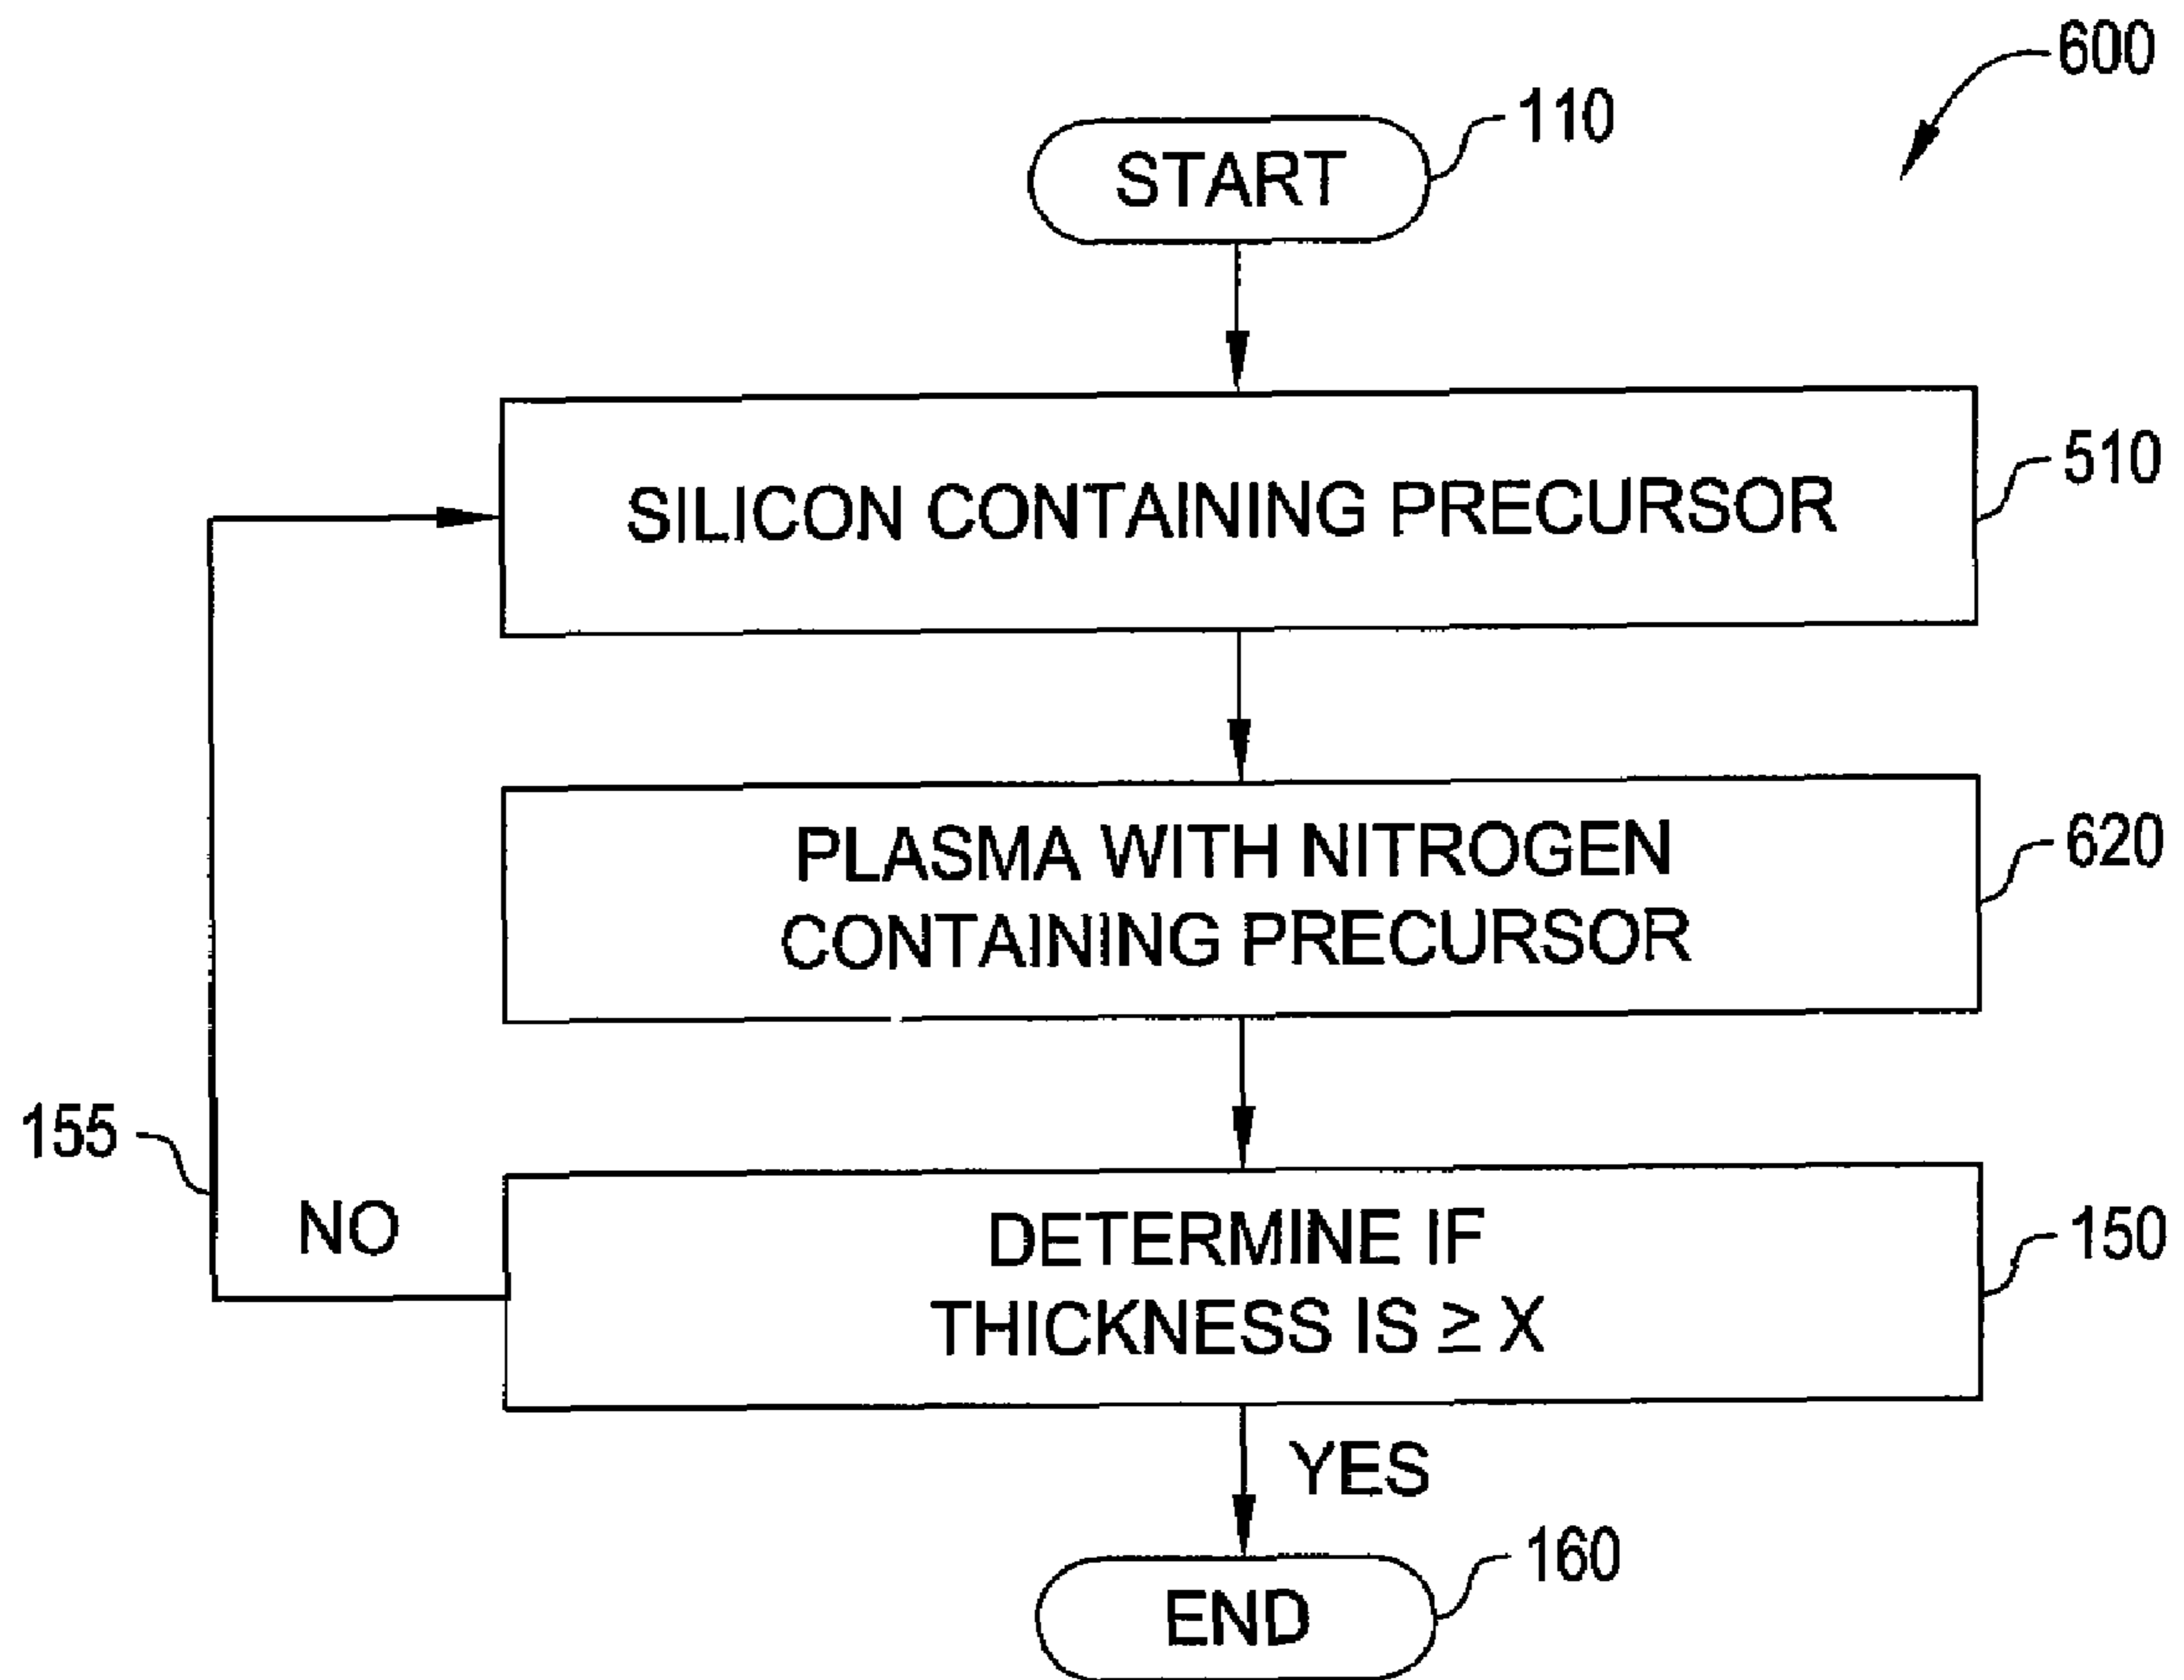 600
START
110
SILICON CONTAINING PRECURSOR
510
PLASMA WITH NITROGEN
CONTAINING PRECURSOR
620
155
NO
DETERMINE IF
THICKNESS IS ≥ X
150
YES
END
160